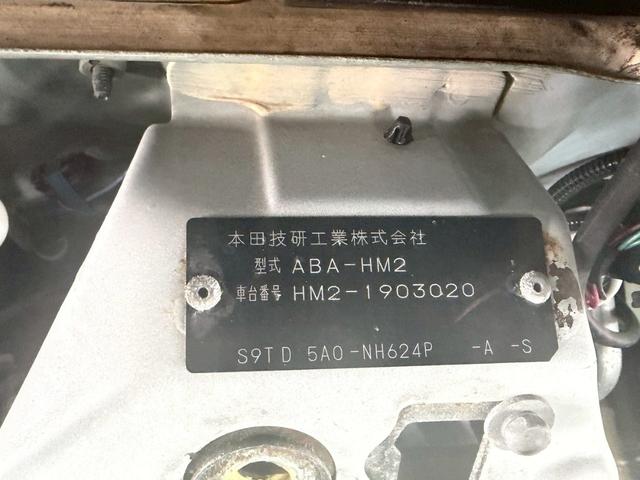 本田技研工業株式会社
型式 ABA-HM2
車台番号 HM2-1903020
S9TD 5A0-NH624P -A -S